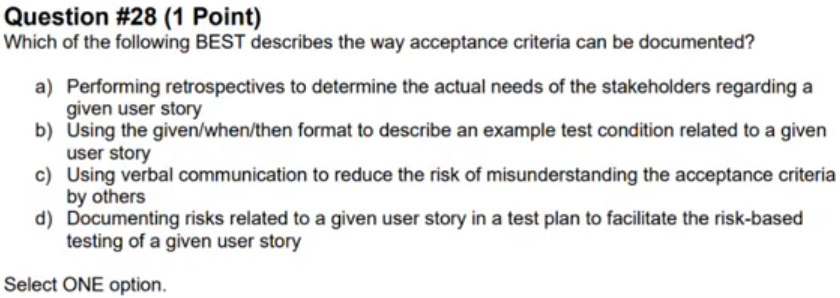 Question #28 (1 Point)
Which of the following BEST describes the way acceptance criteria can be documented?
a) Performing retrospectives to determine the actual needs of the stakeholders regarding a
given user story
b) Using the given/when/then format to describe an example test condition related to a given
user story
c) Using verbal communication to reduce the risk of misunderstanding the acceptance criteria
by others
d) Documenting risks related to a given user story in a test plan to facilitate the risk-based
testing of a given user story
Select ONE option.